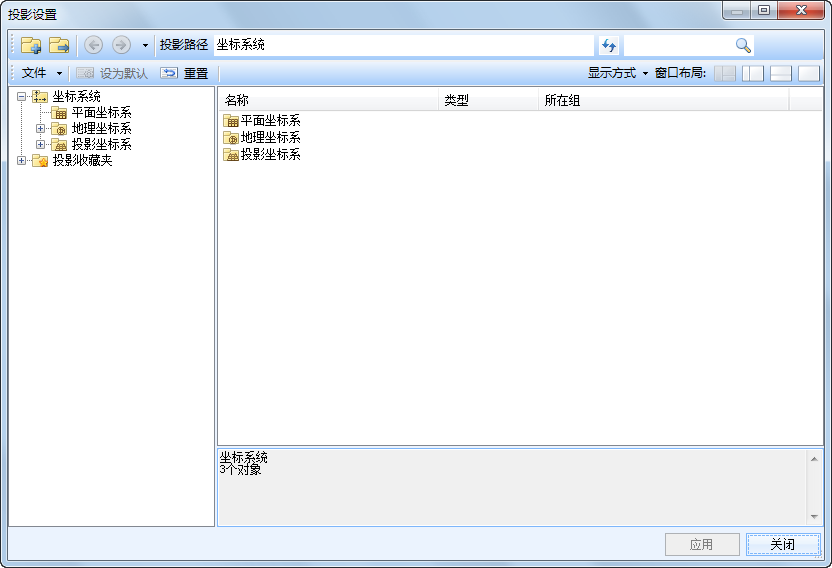 投影设置
投影路径 坐标系统
文件 设为默认 重置 显示方式 窗口布局:
坐标系统
平面坐标系
地理坐标系
投影坐标系
投影收藏夹
名称 类型 所在组
平面坐标系
地理坐标系
投影坐标系
坐标系统
3个对象
应用 关闭